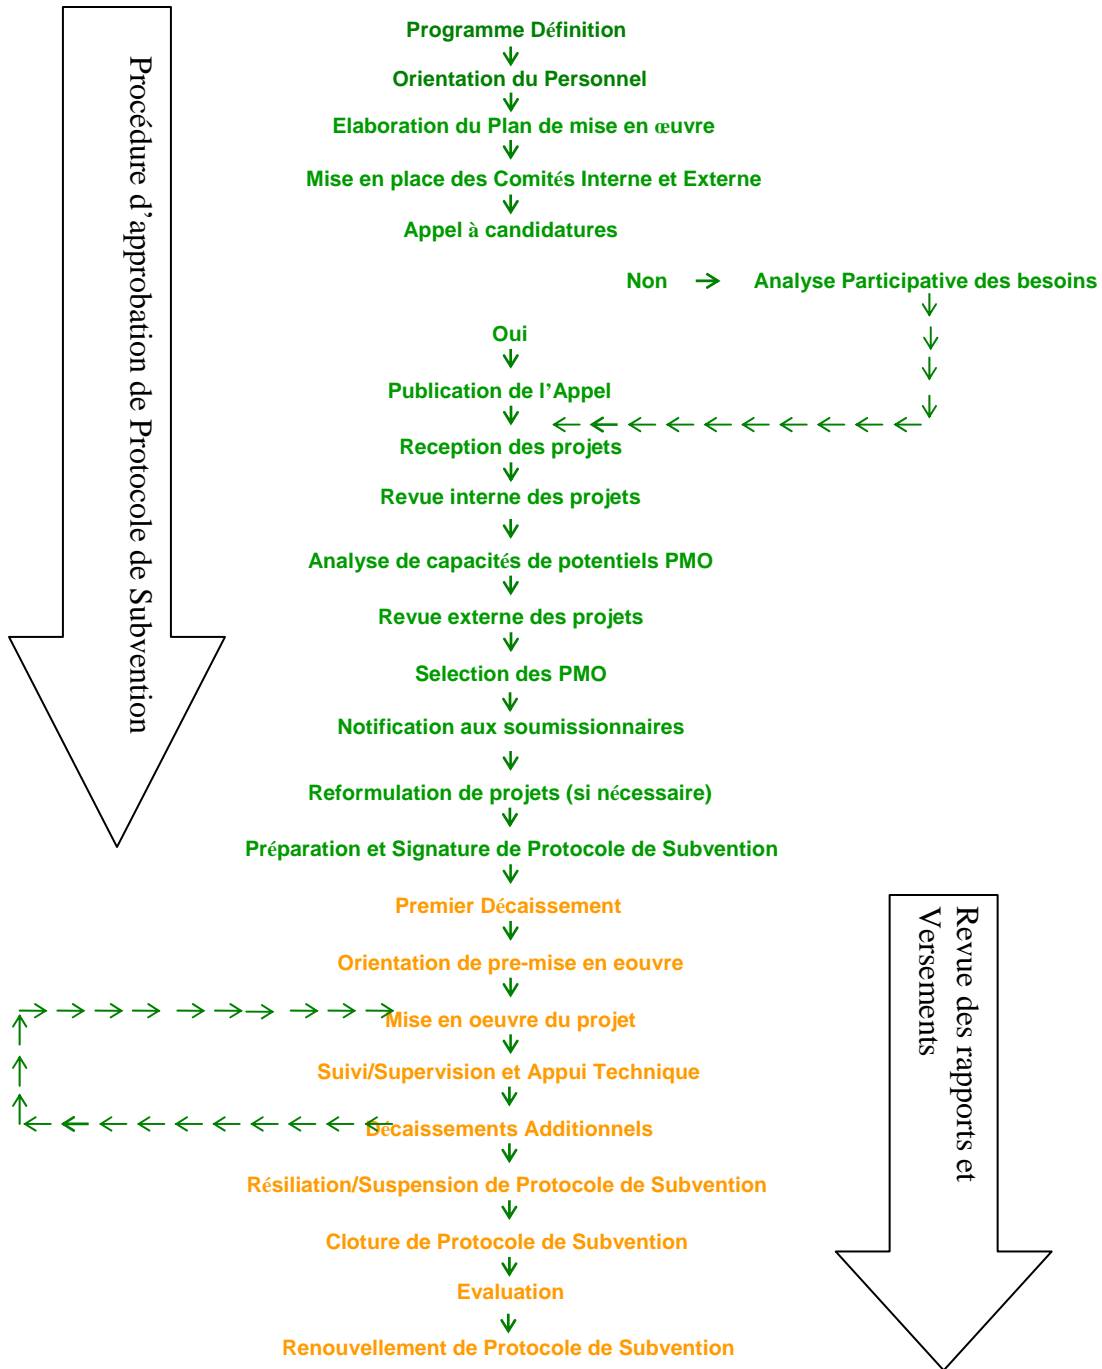 Procédure d'approbation de Protocole de Subvention
Programme Définition
Orientation du Personnel
Elaboration du Plan de mise en œuvre
Mise en place des Comités Interne et Externe
Appel à candidatures
Non → Analyse Participative des besoins
Oui
Publication de l'Appel
Reception des projets
Revue interne des projets
Analyse de capacités de potentiels PMO
Revue externe des projets
Selection des PMO
Notification aux soumissionnaires
Reformulation de projets (si nécessaire)
Préparation et Signature de Protocole de Subvention
Premier Décaissement
Orientation de pre-mise en eouvre
Mise en oeuvre du projet
Suivi/Supervision et Appui Technique
Décaissements Additionnels
Résiliation/Suspension de Protocole de Subvention
Cloture de Protocole de Subvention
Evaluation
Renouvellement de Protocole de Subvention
Revue des rapports et
Versements